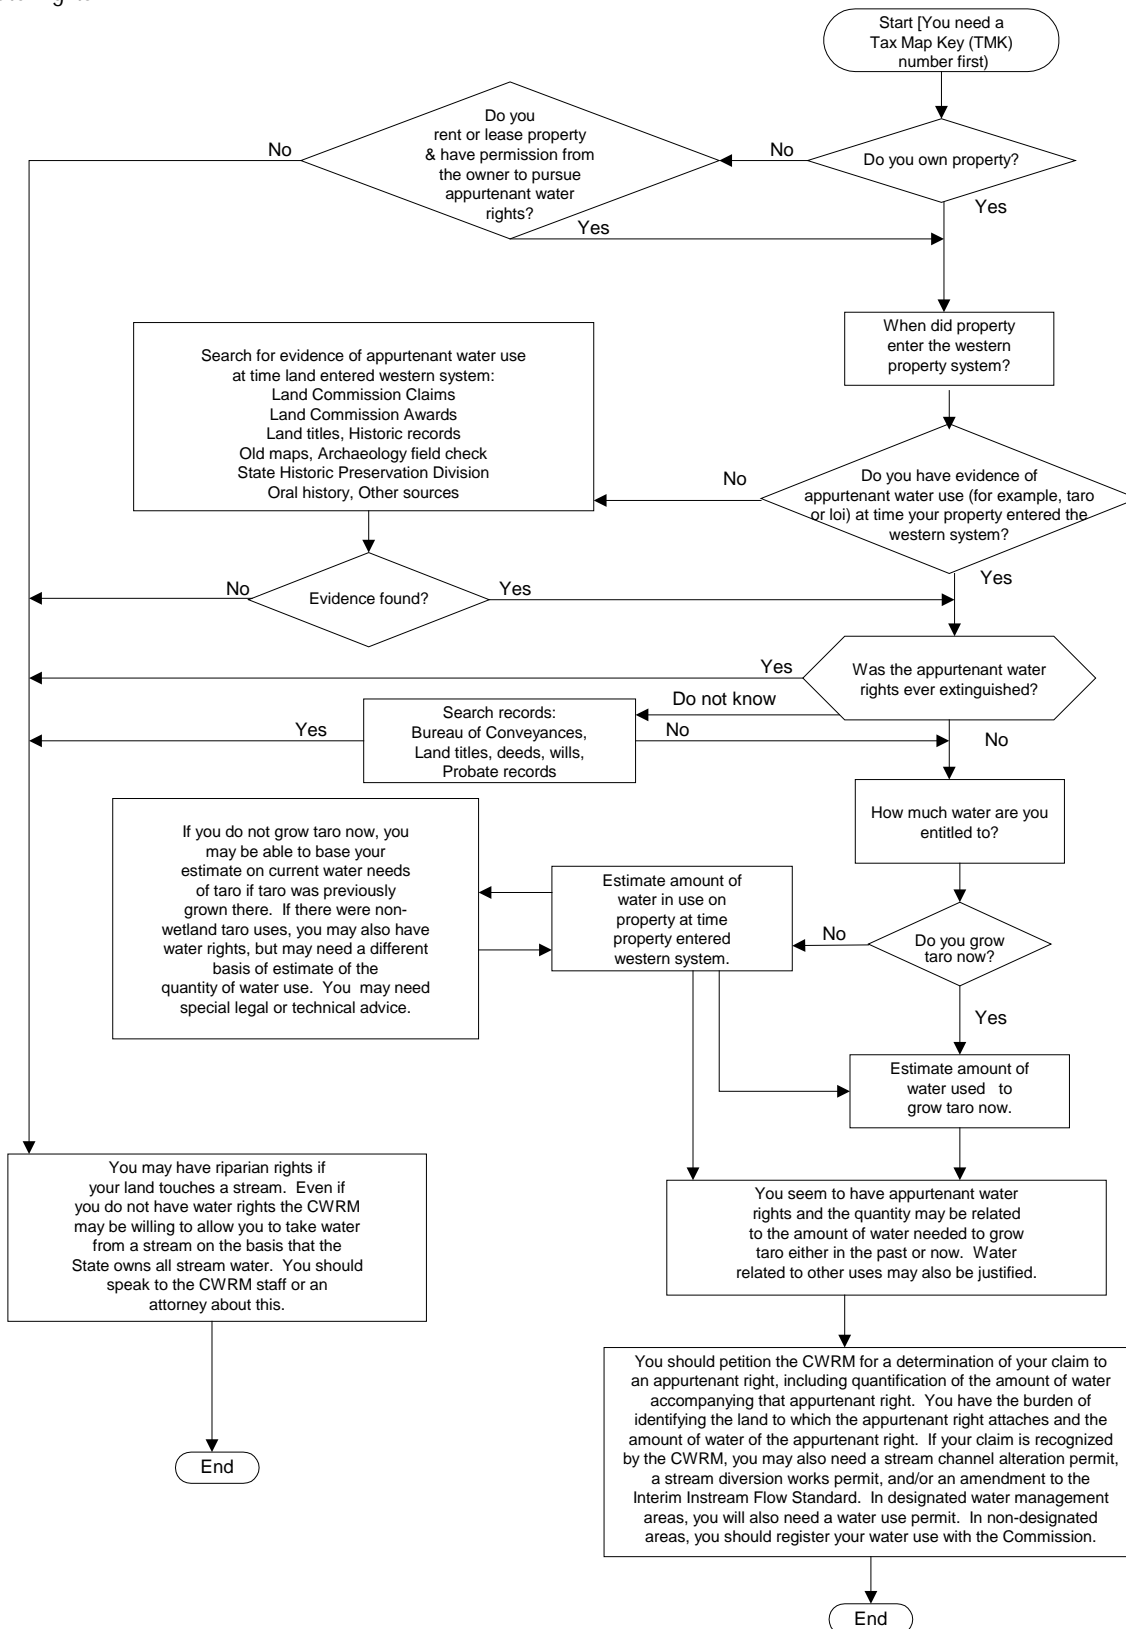 Start [You need a
Tax Map Key (TMK)
number first)
Do you
rent or lease property
& have permission from
the owner to pursue
appurtenant water
rights?
No
No
Do you own property?
Yes
Yes
When did property
enter the western
property system?
Search for evidence of appurtenant water use
at time land entered western system:
Land Commission Claims
Land Commission Awards
Land titles, Historic records
Old maps, Archaeology field check
State Historic Preservation Division
Oral history, Other sources
No
Do you have evidence of
appurtenant water use (for example, taro
or loi) at time your property entered the
western system?
Yes
No
Evidence found?
Yes
Was the appurtenant water
rights ever extinguished?
Yes
Do not know
Search records:
Bureau of Conveyances,
Land titles, deeds, wills,
Probate records
Yes
No
No
How much water are you
entitled to?
If you do not grow taro now, you
may be able to base your
estimate on current water needs
of taro if taro was previously
grown there. If there were non-
wetland taro uses, you may also have
water rights, but may need a different
basis of estimate of the
quantity of water use. You may need
special legal or technical advice.
Estimate amount of
water in use on
property at time
property entered
western system.
No
Do you grow
taro now?
Yes
Estimate amount of
water used to
grow taro now.
You may have riparian rights if
your land touches a stream. Even if
you do not have water rights the CWRM
may be willing to allow you to take water
from a stream on the basis that the
State owns all stream water. You should
speak to the CWRM staff or an
attorney about this.
You seem to have appurtenant water
rights and the quantity may be related
to the amount of water needed to grow
taro either in the past or now. Water
related to other uses may also be justified.
You should petition the CWRM for a determination of your claim to
an appurtenant right, including quantification of the amount of water
accompanying that appurtenant right. You have the burden of
identifying the land to which the appurtenant right attaches and the
amount of water of the appurtenant right. If your claim is recognized
by the CWRM, you may also need a stream channel alteration permit,
a stream diversion works permit, and/or an amendment to the
Interim Instream Flow Standard. In designated water management
areas, you will also need a water use permit. In non-designated
areas, you should register your water use with the Commission.
End
End